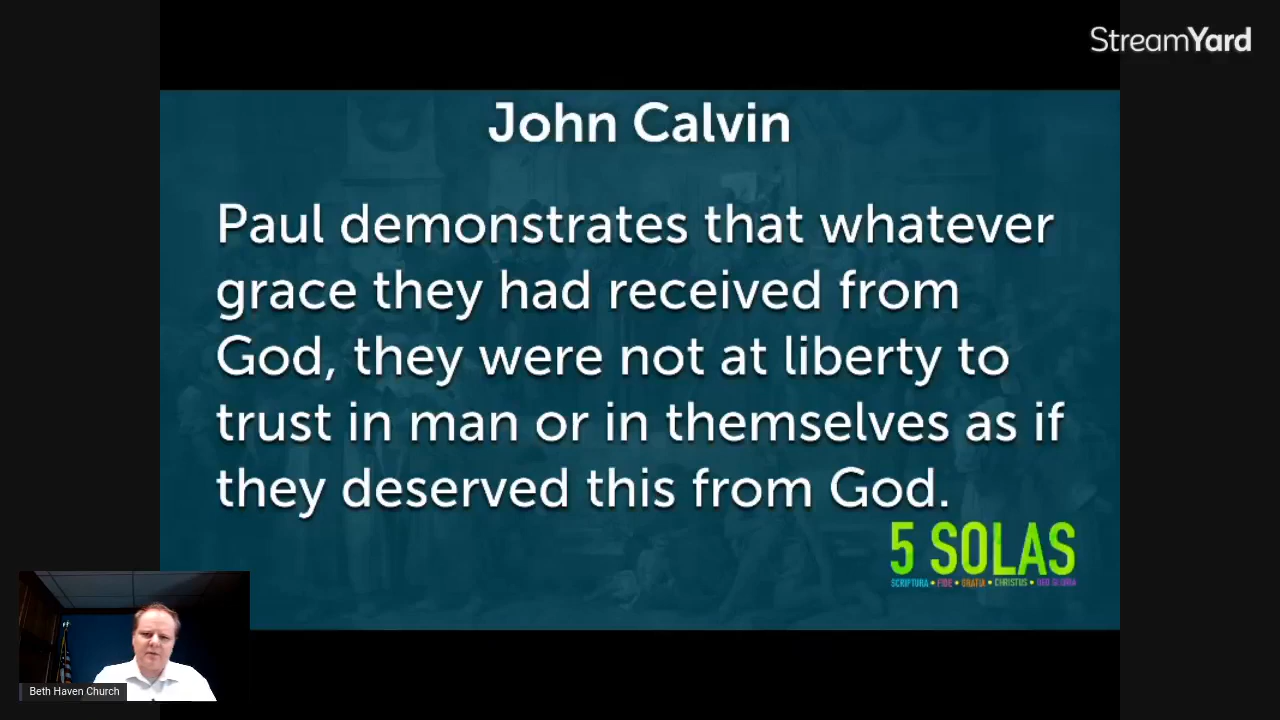 StreamYard
John Calvin
Paul demonstrates that whatever
grace they had received from
God, they were not at liberty to
trust in man or in themselves as if
they deserved this from God.
5 SOLAS
SCRIPTURA • FIDE • GRATIA • CHRISTUS • DEO GLORIA
Beth Haven Church